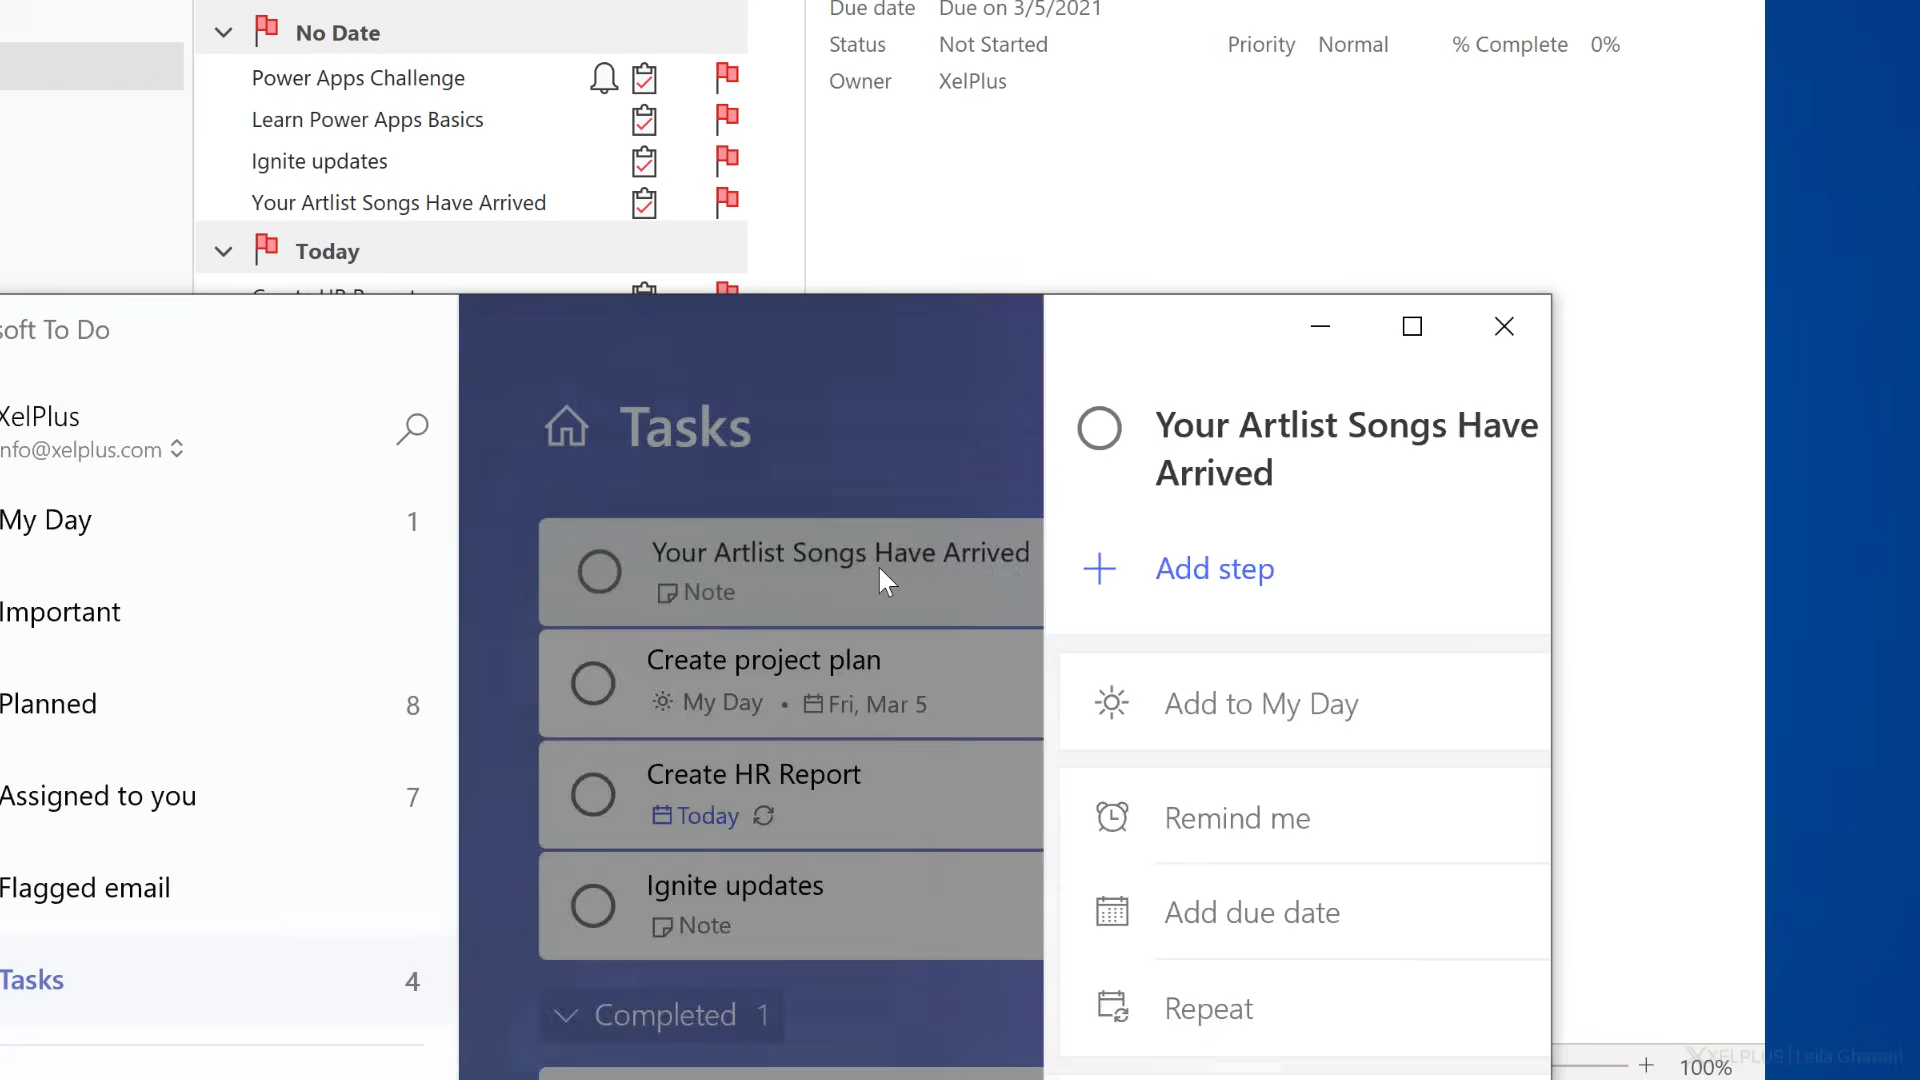 Due date Due on 3/5/2021
No Date
Status Not Started Priority Normal % Complete 0%
Power Apps Challenge
Owner XelPlus
Learn Power Apps Basics
Ignite updates
Your Artlist Songs Have Arrived
Today
soft To Do
XelPlus
nfo@xelplus.com
My Day 1
Important
Planned 8
Assigned to you 7
Flagged email
Tasks 4
Tasks
Your Artlist Songs Have Arrived
Note
Create project plan
My Day • Fri, Mar 5
Create HR Report
Today
Ignite updates
Note
Completed 1
Your Artlist Songs Have
Arrived
Add step
Add to My Day
Remind me
Add due date
Repeat
XELPLUS | Leila Gharani
100%